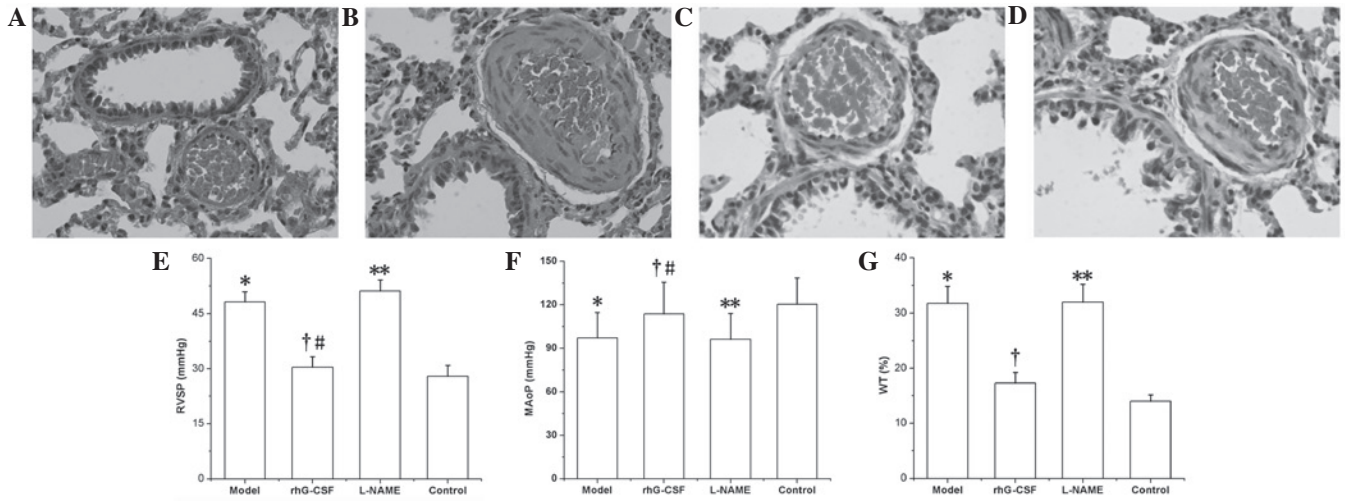 A
B
C
D
E
60
45
30
15
0
RVSP (mmHg)
*
†#
**
Model
rhG-CSF
L-NAME
Control
F
150
120
90
60
30
0
MAoP (mmHg)
*
†#
**
Model
rhG-CSF
L-NAME
Control
G
40
30
20
10
0
WT (%)
*
†
**
Model
rhG-CSF
L-NAME
Control